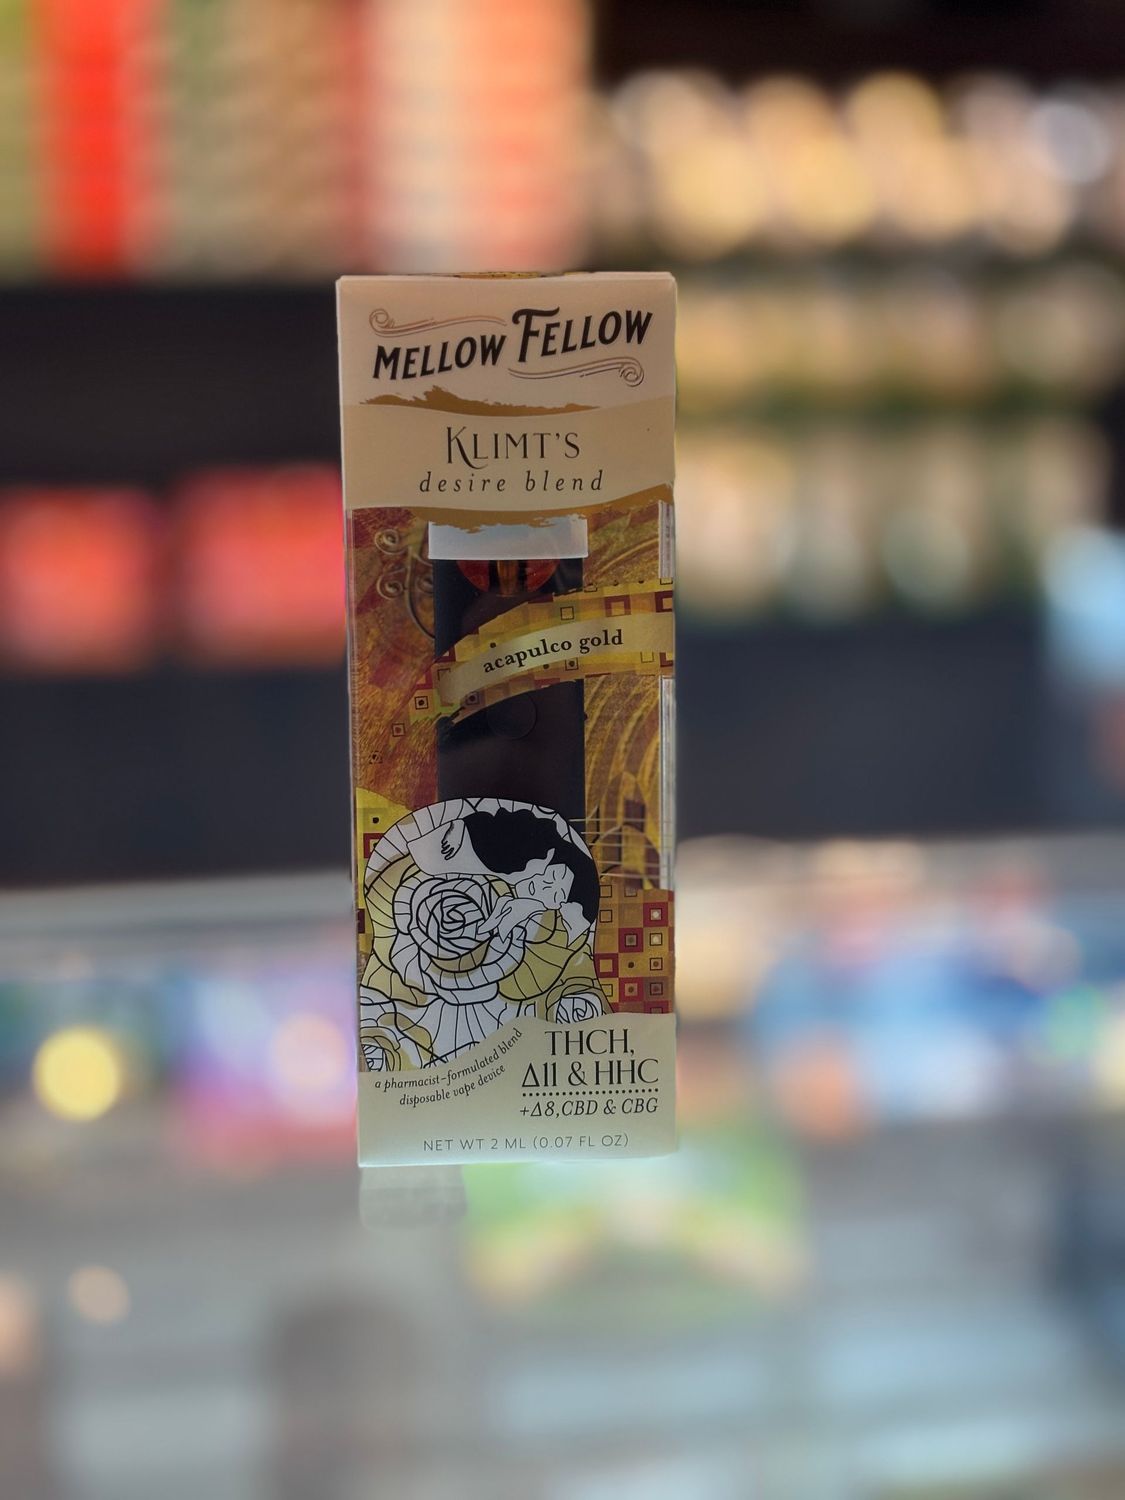 MELLOW FELLOW
KLIMT'S
desire blend
acapulco gold
a pharmacist-formulated blend
disposable vape device
THCH,
Δ11 & HHC
+Δ8,CBD & CBG
NET WT 2 ML (0.07 FL OZ)